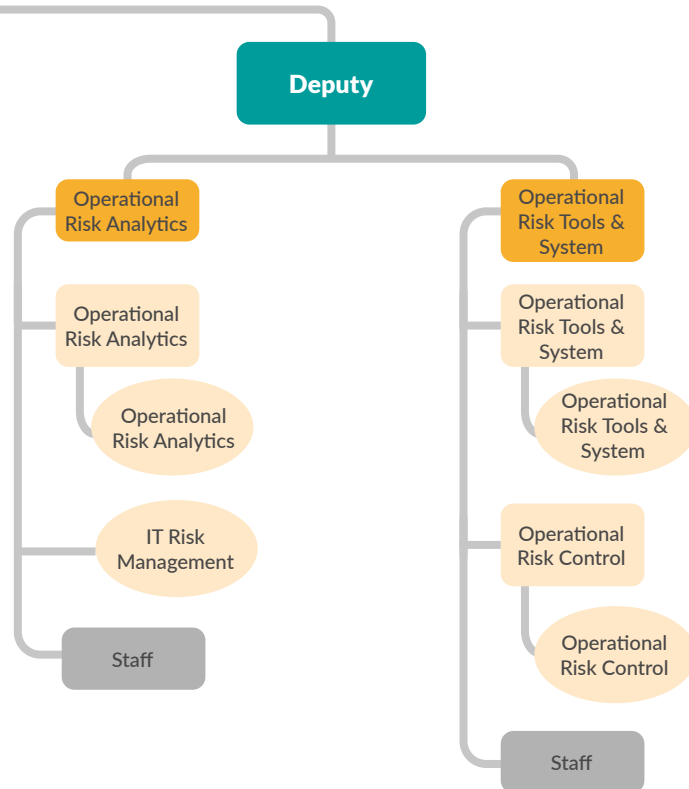 Deputy
Operational
Risk Analytics
Operational
Risk Analytics
Operational
Risk Analytics
IT Risk
Management
Staff
Operational
Risk Tools &
System
Operational
Risk Tools &
System
Operational
Risk Tools &
System
Operational
Risk Control
Operational
Risk Control
Staff